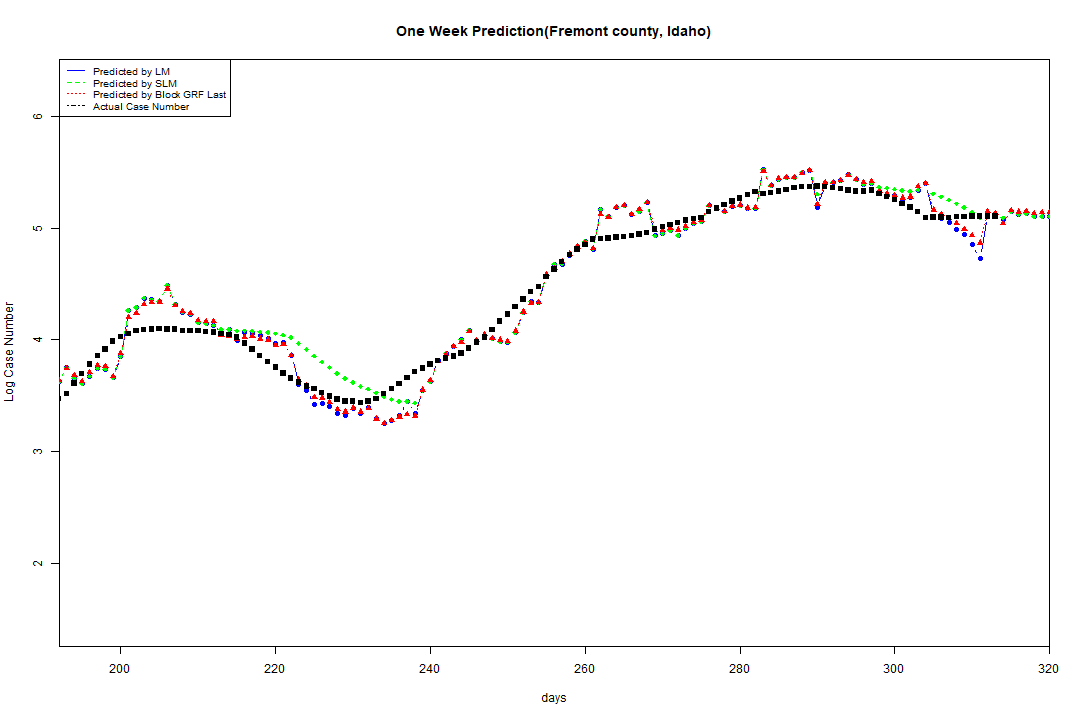 One Week Prediction(Fremont county, Idaho)
Predicted by LM
Predicted by SLM
Predicted by Block GRF Last
Actual Case Number
6
5
4
3
2
Log Case Number
200 220 240 260 280 300 320
days